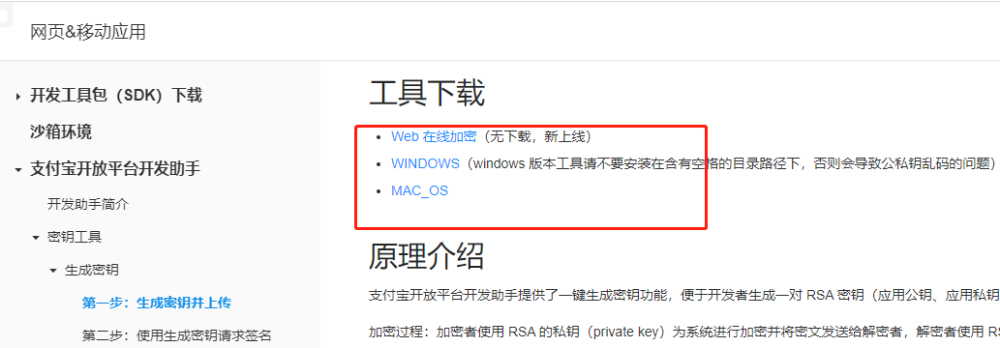 网页&移动应用
开发工具包（SDK）下载
沙箱环境
支付宝开放平台开发助手
开发助手简介
密钥工具
生成密钥
第一步：生成密钥并上传
第二步：使用生成密钥请求签名
工具下载
Web 在线加密（无下载，新上线）
WINDOWS（windows 版本工具请不要安装在含有空格的目录路径下，否则会导致公私钥乱码的问题）
MAC_OS
原理介绍
支付宝开放平台开发助手提供了一键生成密钥功能，便于开发者生成一对 RSA 密钥（应用公钥、应用私钥
加密过程：加密者使用 RSA 的私钥（private key）为系统进行加密并将密文发送给解密者，解密者使用 RS